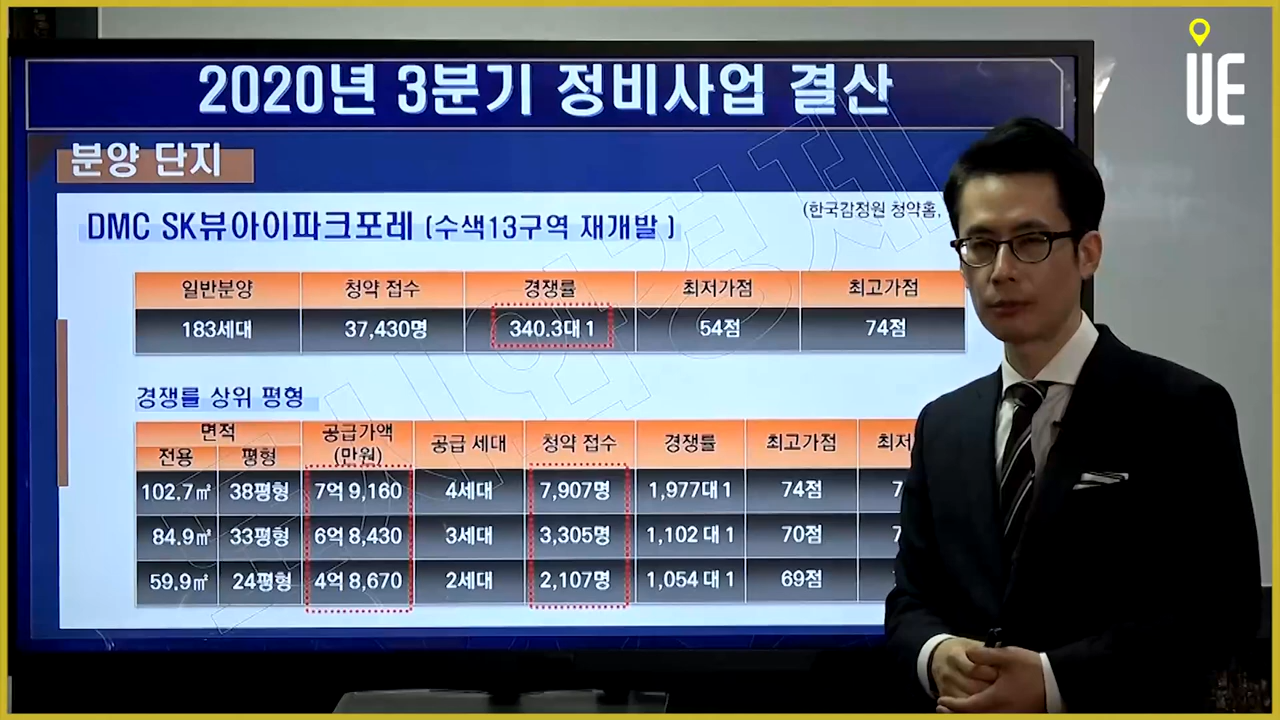 UE
2020년 3분기 정비사업 결산
분양 단지
DMC SK뷰아이파크포레 (수색13구역 재개발 )
(한국감정원 청약홈,
일반분양 청약 접수 경쟁률 최저가점 최고가점
183세대 37,430명 340.3대 1 54점 74점
경쟁률 상위 평형
면적 공급가액 (만원) 공급 세대 청약 접수 경쟁률 최고가점 최저
전용 평형
102.7㎡ 38평형 7억 9,160 4세대 7,907명 1,977대 1 74점 7
84.9㎡ 33평형 6억 8,430 3세대 3,305명 1,102 대 1 70점 7
59.9㎡ 24평형 4억 8,670 2세대 2,107명 1,054 대 1 69점